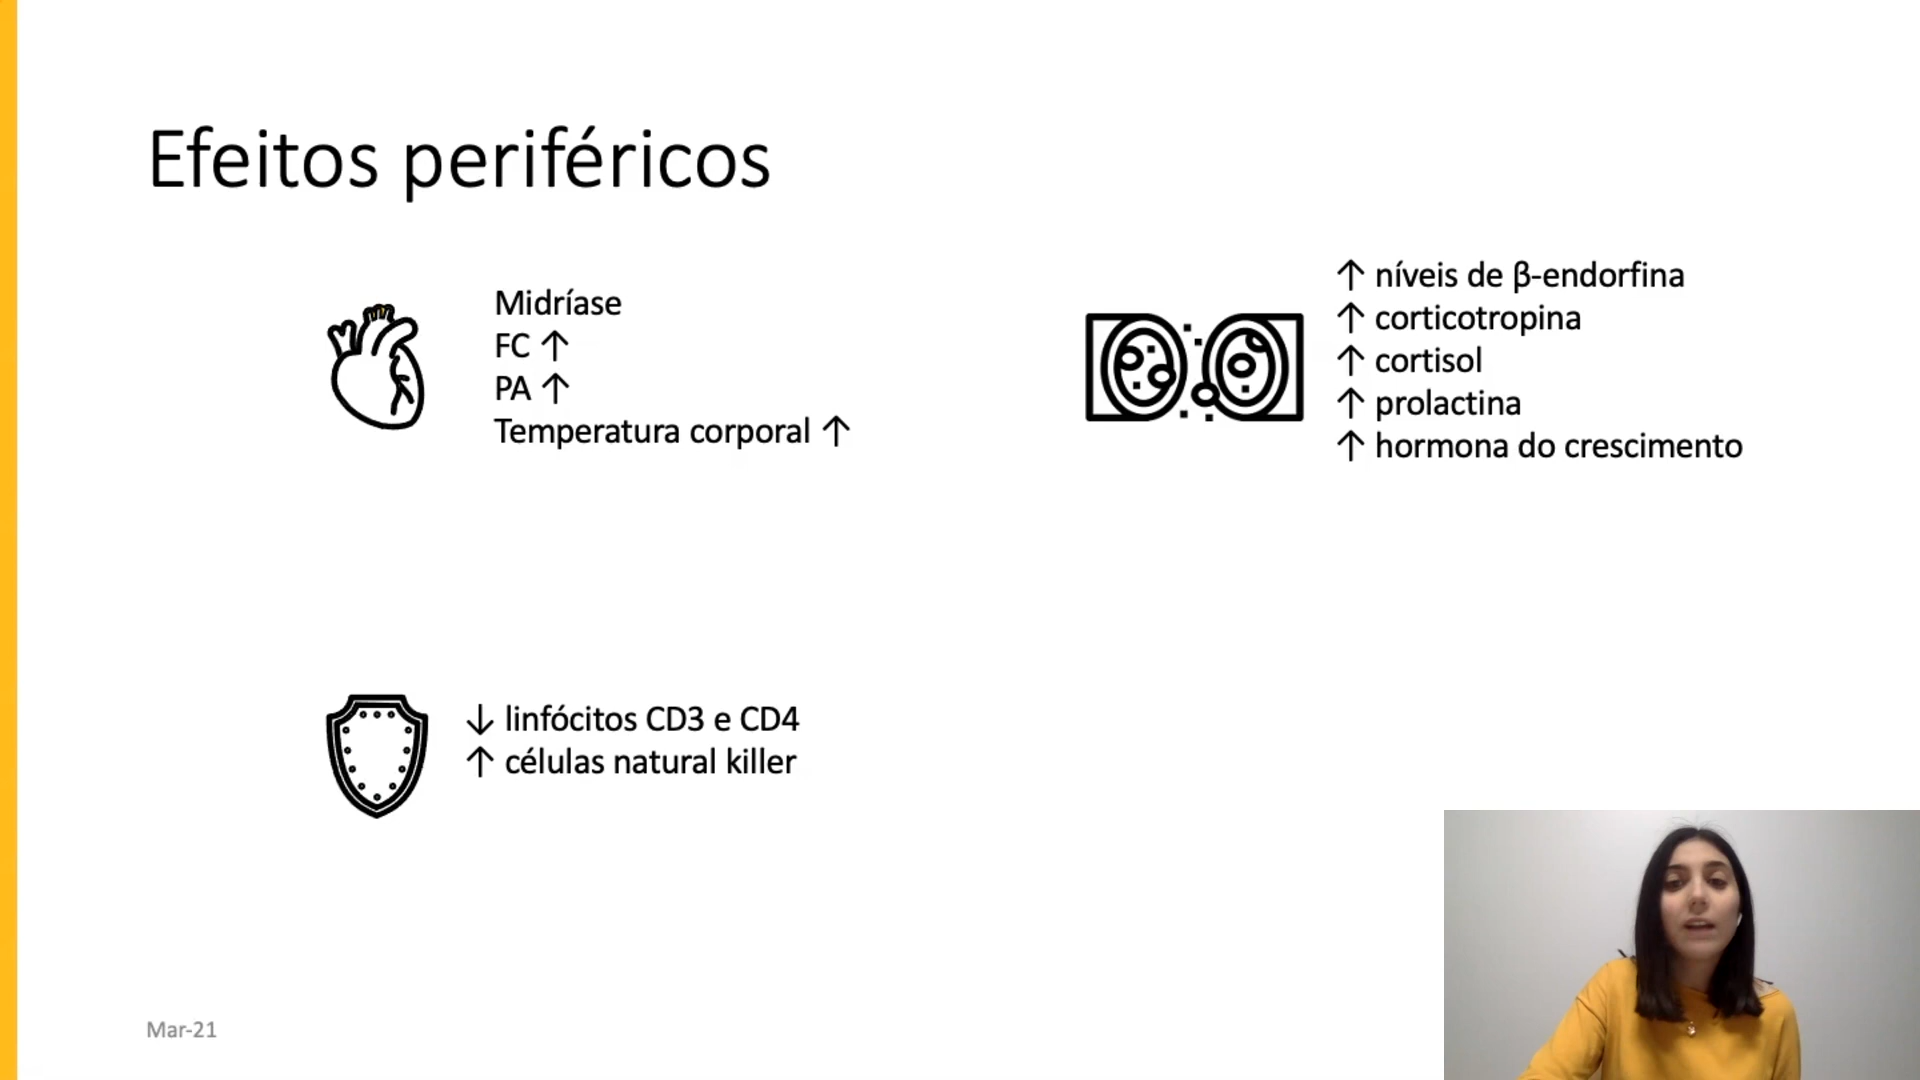 Efeitos periféricos
Midríase
FC ↑
PA ↑
Temperatura corporal ↑
↑ níveis de β-endorfina
↑ corticotropina
↑ cortisol
↑ prolactina
↑ hormona do crescimento
↓ linfócitos CD3 e CD4
↑ células natural killer
Mar-21